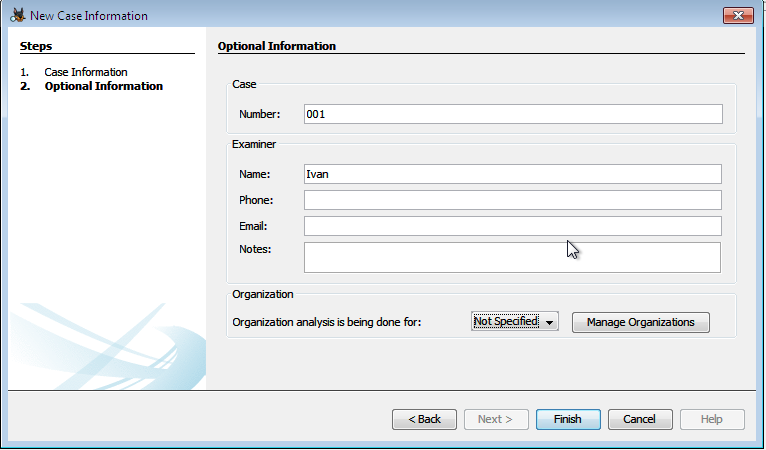 New Case Information
Steps
1. Case Information
2. Optional Information
Optional Information
Case
Number: 001
Examiner
Name: Ivan
Phone:
Email:
Notes:
Organization
Organization analysis is being done for: Not Specified Manage Organizations
< Back Next > Finish Cancel Help